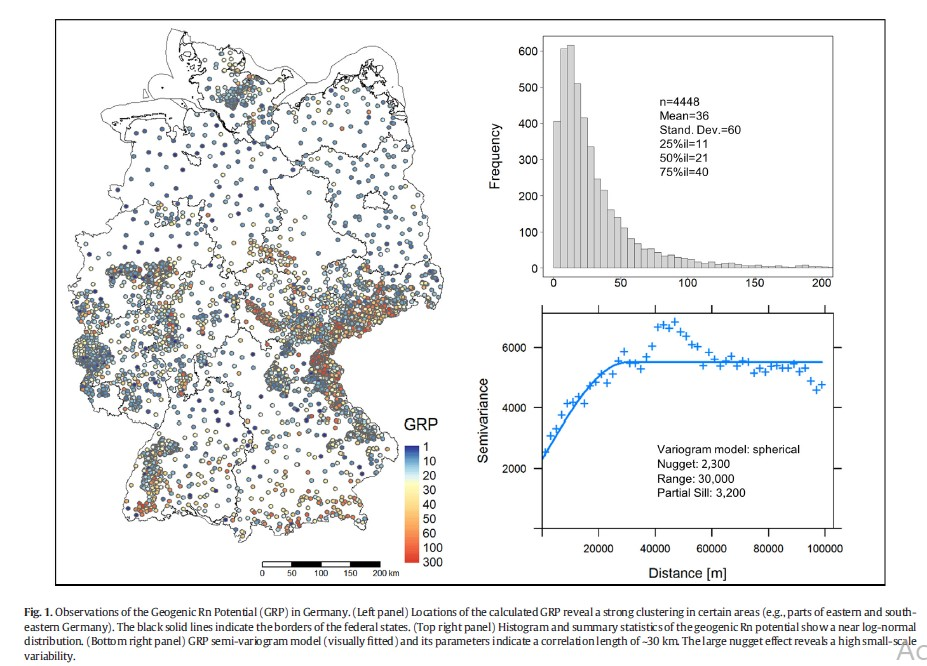 GRP
1
10
20
30
40
50
60
100
300
0 50 100 150 200 km
Frequency
600
500
400
300
200
100
0
n=4448
Mean=36
Stand. Dev.=60
25%il=11
50%il=21
75%il=40
0 50 100 150 200
Semivariance
6000
4000
2000
Variogram model: spherical
Nugget: 2,300
Range: 30,000
Partial Sill: 3,200
20000 40000 60000 80000 100000
Distance [m]
Fig. 1. Observations of the Geogenic Rn Potential (GRP) in Germany. (Left panel) Locations of the calculated GRP reveal a strong clustering in certain areas (e.g., parts of eastern and south-
eastern Germany). The black solid lines indicate the borders of the federal states. (Top right panel) Histogram and summary statistics of the geogenic Rn potential show a near log-normal
distribution. (Bottom right panel) GRP semi-variogram model (visually fitted) and its parameters indicate a correlation length of ~30 km. The large nugget effect reveals a high small-scale
variability.
Ac